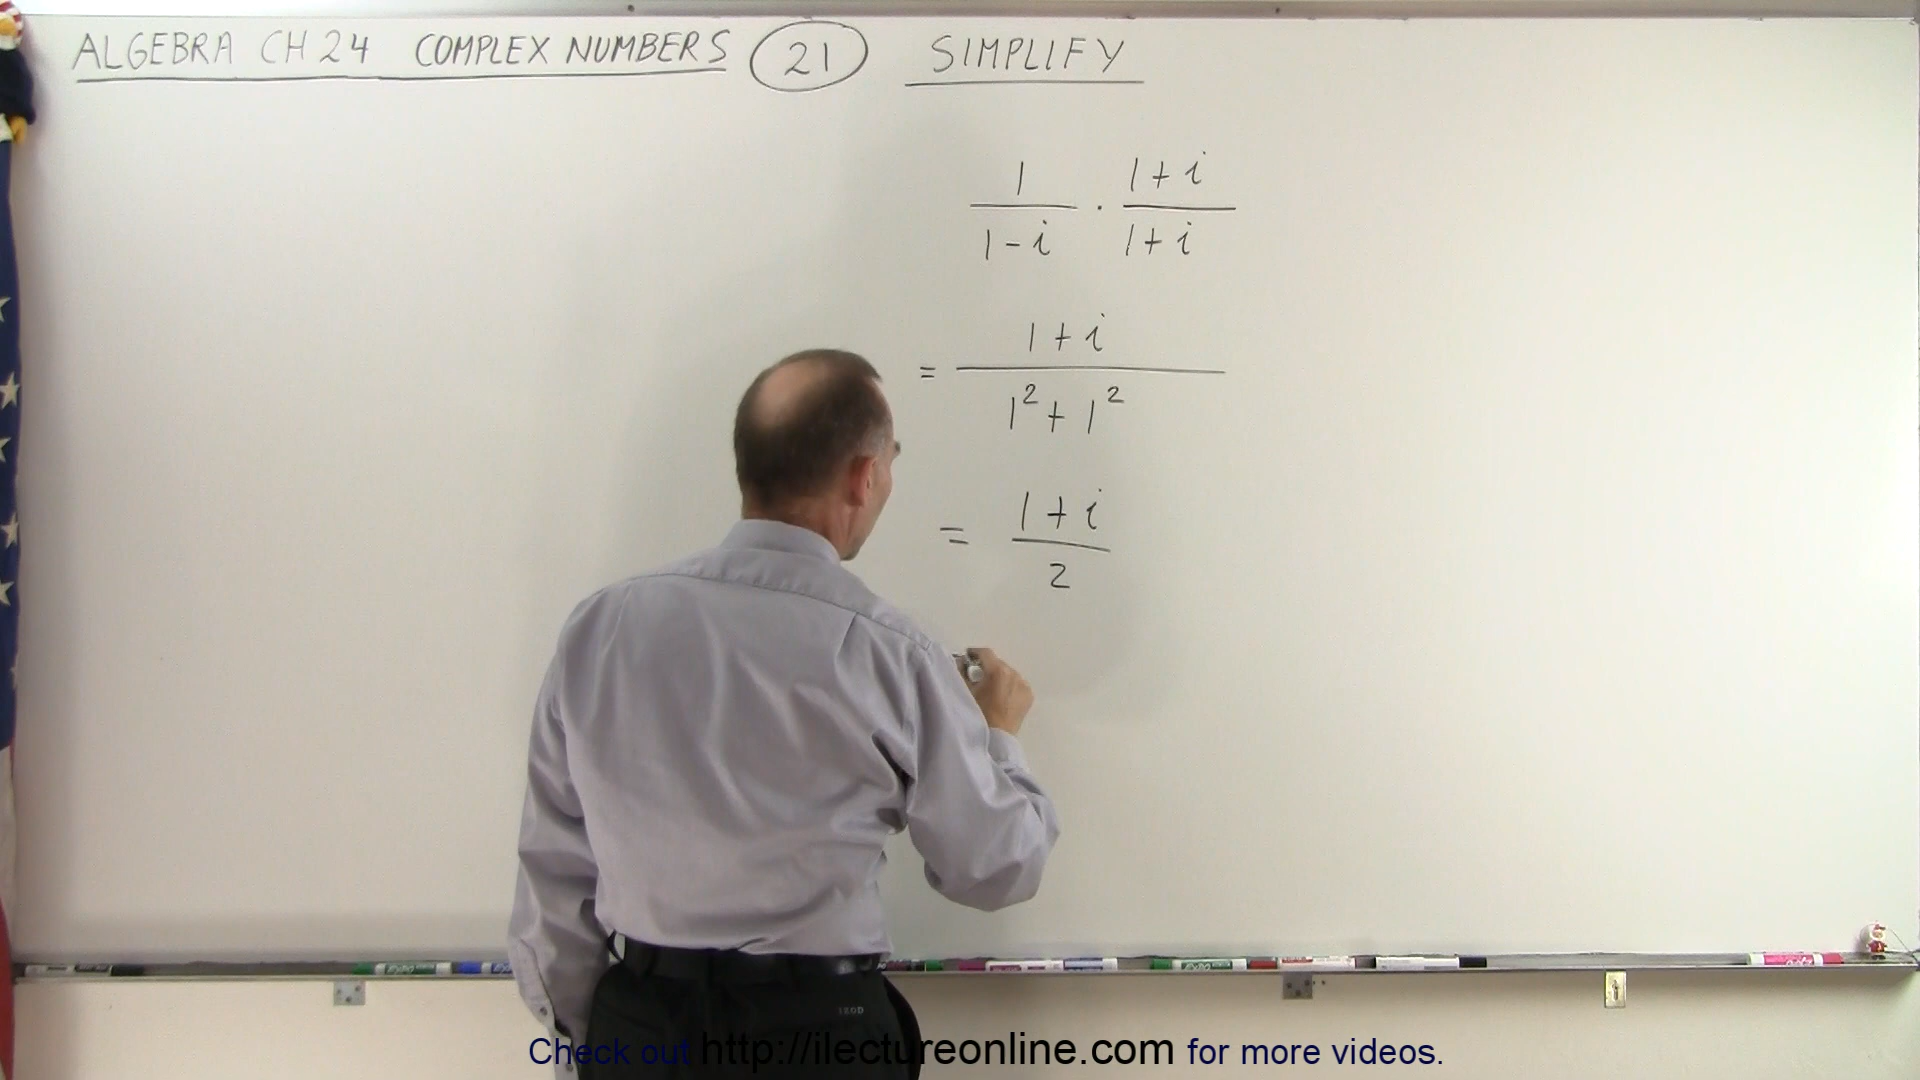 ALGEBRA CH 24 COMPLEX NUMBERS 21 SIMPLIFY
1/(1-i) · (1+i)/(1+i)
= (1+i)/(1²+1²)
= (1+i)/2
IZOD
Check out http://ilectureonline.com for more videos.